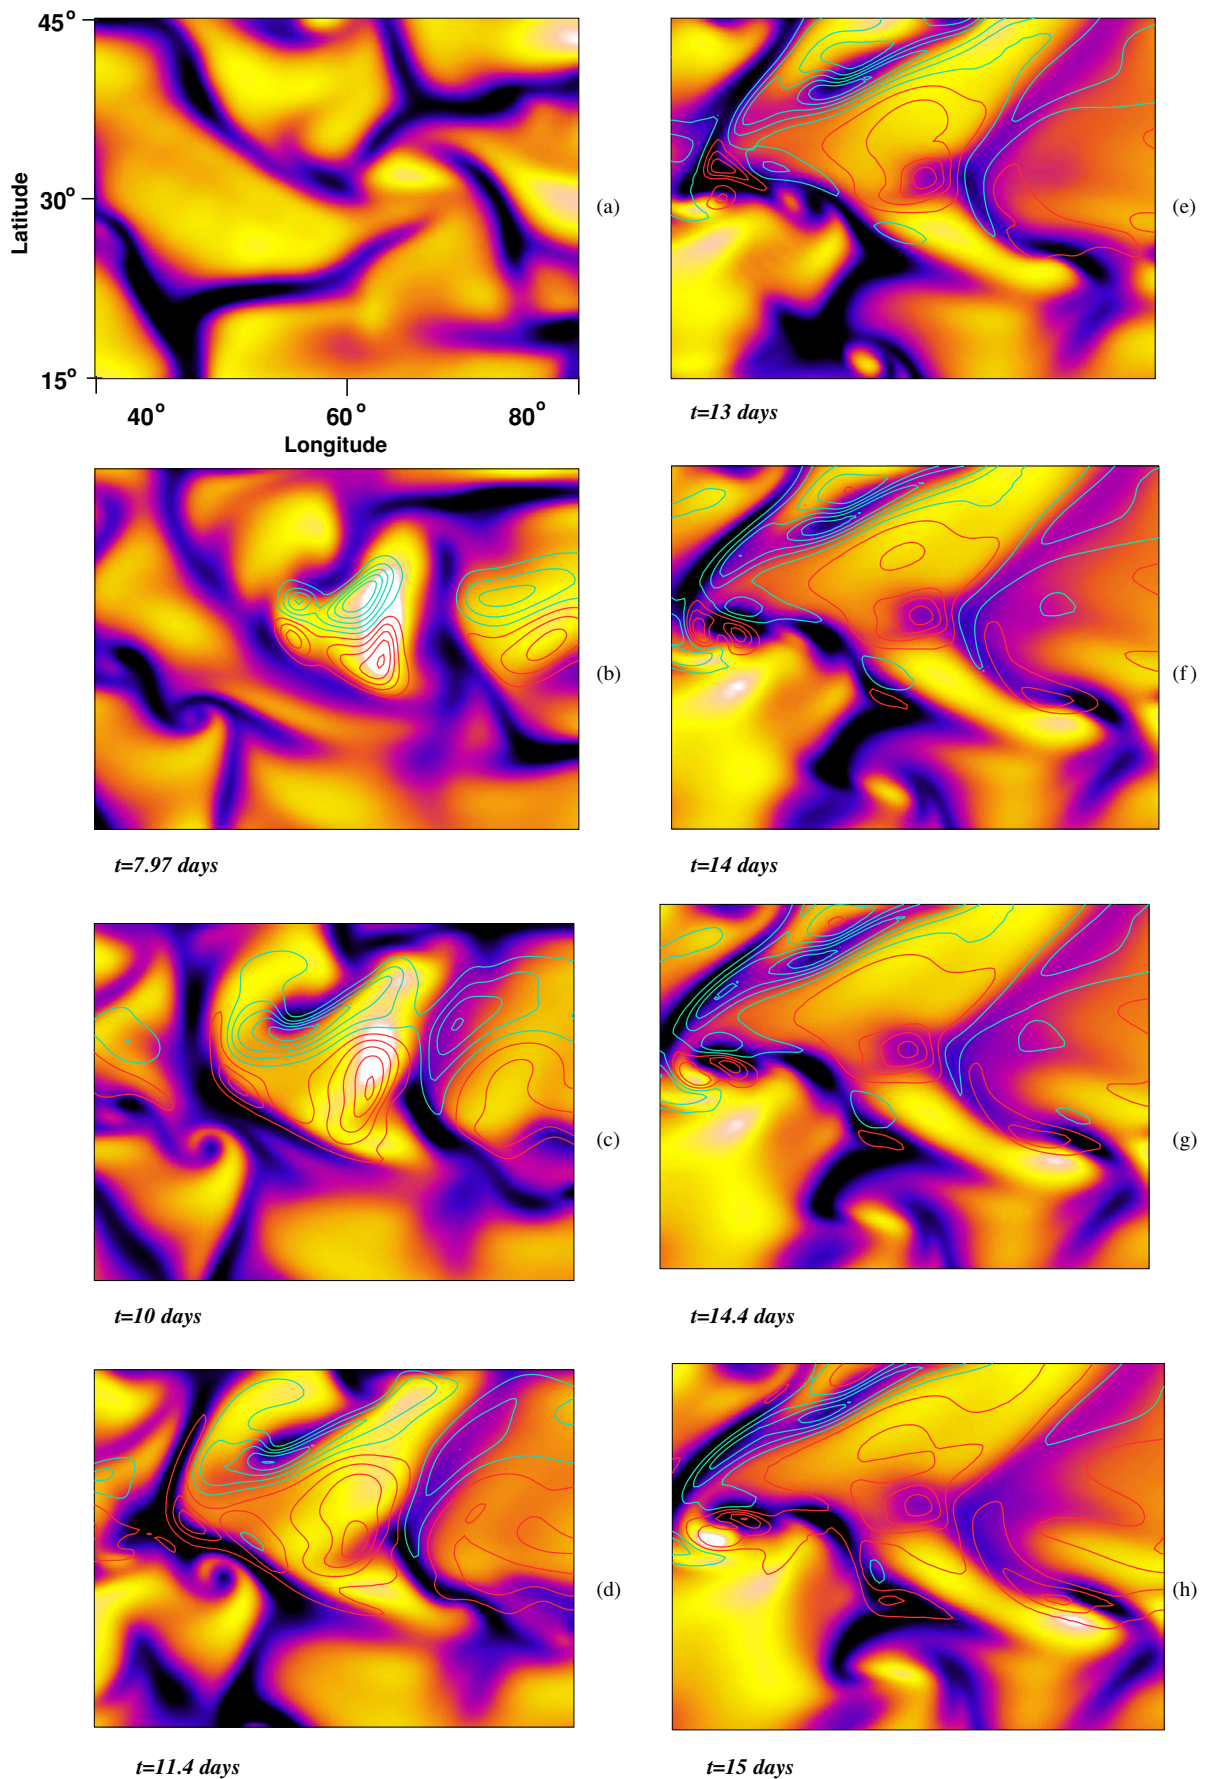 45°
30°
15°
Latitude
40° 60° 80°
Longitude
(a)
(b)
t=7.97 days
(c)
t=10 days
(d)
t=11.4 days
(e)
t=13 days
(f)
t=14 days
(g)
t=14.4 days
(h)
t=15 days